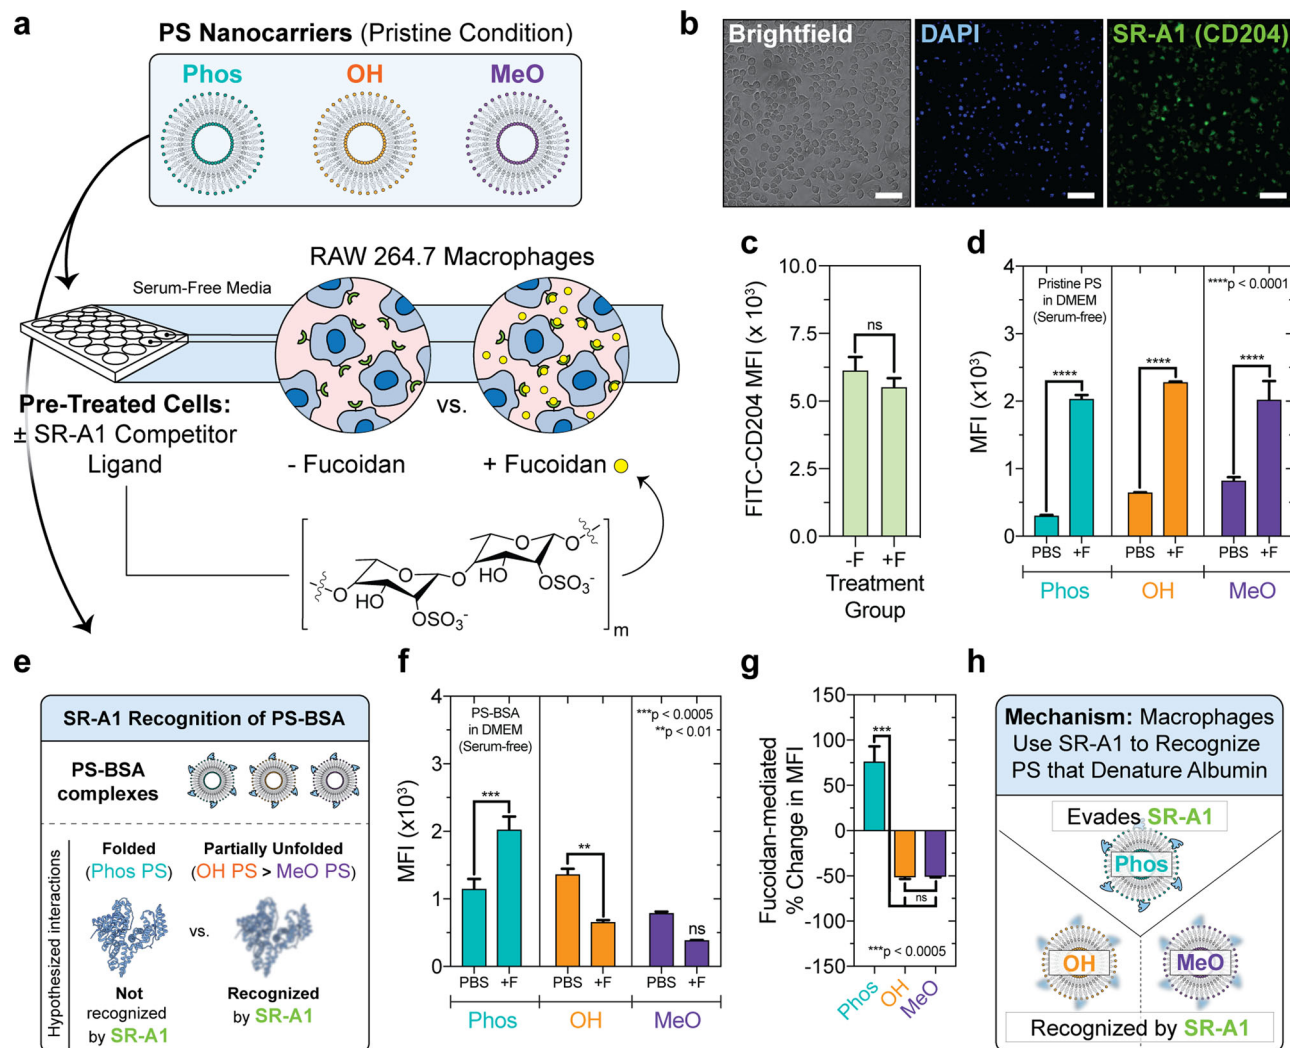 a
PS Nanocarriers (Pristine Condition)
Phos
OH
MeO
RAW 264.7 Macrophages
Serum-Free Media
Pre-Treated Cells:
± SR-A1 Competitor
Ligand
vs.
- Fucoidan
+ Fucoidan
O
O
O
O
HO
HO
OSO₃⁻
OSO₃⁻
O
m
b
Brightfield
DAPI
SR-A1 (CD204)
c
FITC-CD204 MFI (x 10³)
10.0
7.5
5.0
2.5
0.0
ns
-F
+F
Treatment
Group
d
MFI (x10³)
4
3
2
1
0
Pristine PS
in DMEM
(Serum-free)
****p < 0.0001
****
****
****
PBS
+F
PBS
+F
PBS
+F
Phos
OH
MeO
e
SR-A1 Recognition of PS-BSA
PS-BSA
complexes
Hypothesized interactions
Folded
(Phos PS)
Partially Unfolded
(OH PS > MeO PS)
vs.
Not
recognized
by SR-A1
Recognized
by SR-A1
f
MFI (x10³)
4
3
2
1
0
PS-BSA
in DMEM
(Serum-free)
***p < 0.0005
**p < 0.01
***
**
ns
PBS
+F
PBS
+F
PBS
+F
Phos
OH
MeO
g
Fucoidan-mediated
% Change in MFI
150
125
100
75
50
25
0
-25
-50
-75
-100
-125
-150
***
ns
***p < 0.0005
Phos
OH
MeO
h
Mechanism: Macrophages
Use SR-A1 to Recognize
PS that Denature Albumin
Evades SR-A1
Phos
OH
MeO
Recognized by SR-A1